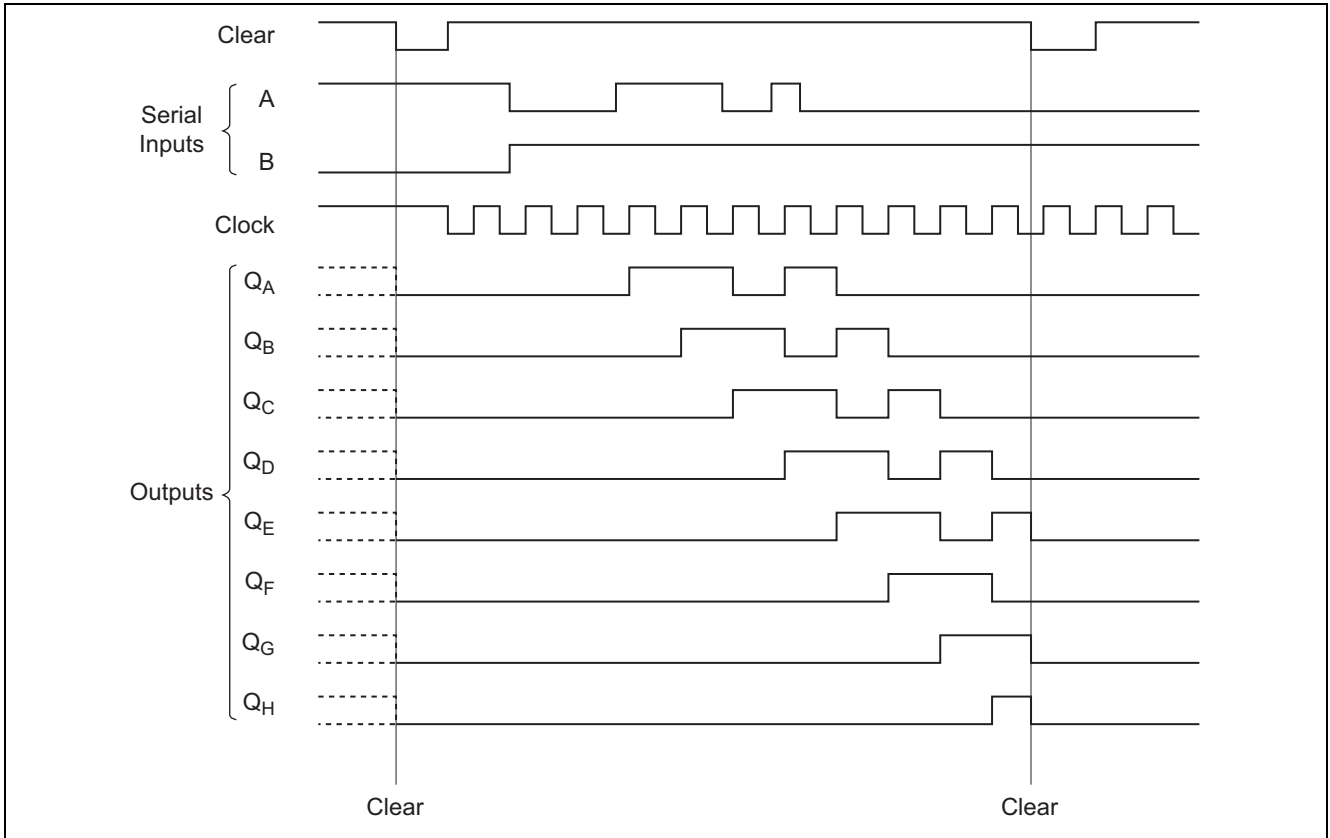 Clear
Serial
Inputs
A
B
Clock
Outputs
QA
QB
QC
QD
QE
QF
QG
QH
Clear
Clear